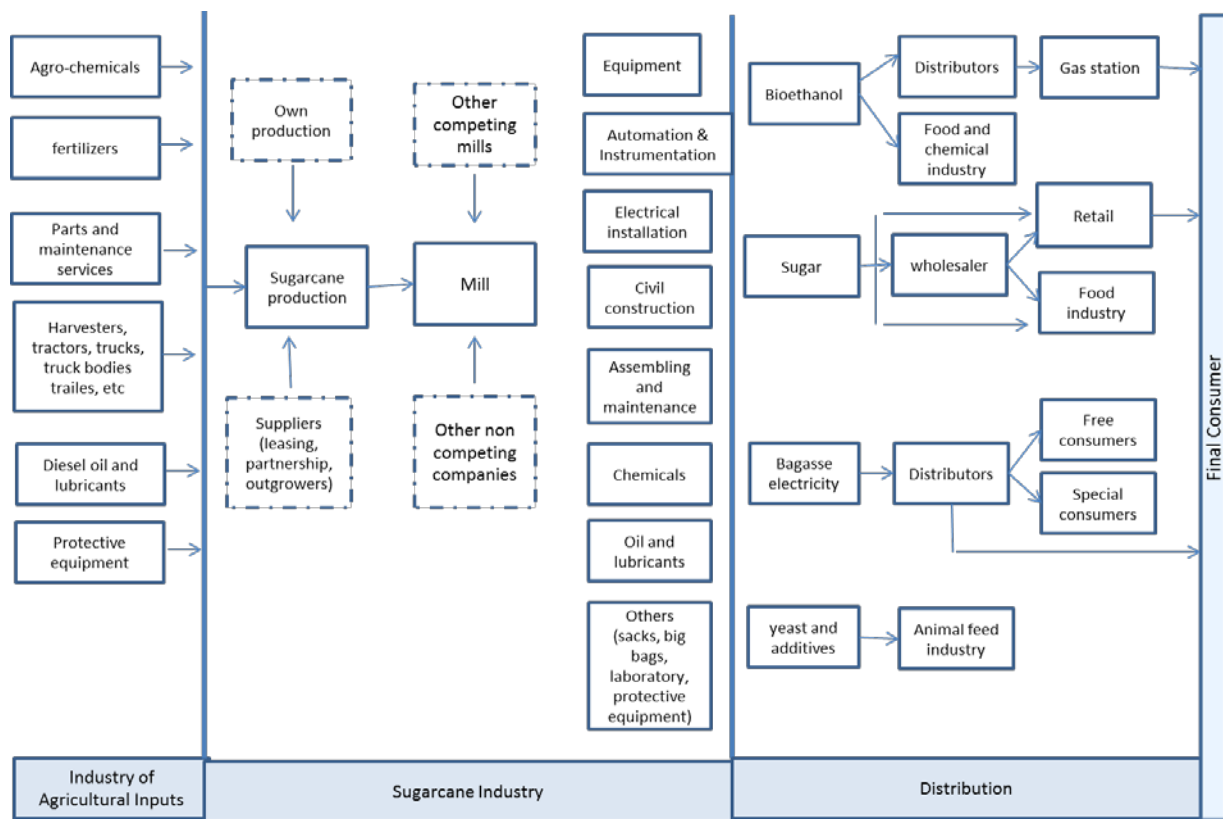 Agro-chemicals
fertilizers
Parts and
maintenance
services
Harvesters,
tractors, trucks,
truck bodies
trailes, etc
Diesel oil and
lubricants
Protective
equipment
Own
production
Other
competing
mills
Sugarcane
production
Mill
Suppliers
(leasing,
partnership,
outgrowers)
Other non
competing
companies
Equipment
Automation &
Instrumentation
Electrical
installation
Civil
construction
Assembling
and
maintenance
Chemicals
Oil and
lubricants
Others
(sacks, big
bags,
laboratory,
protective
equipment)
Bioethanol
Distributors
Gas station
Food and
chemical
industry
Sugar
wholesaler
Retail
Food
industry
Bagasse
electricity
Distributors
Free
consumers
Special
consumers
yeast and
additives
Animal feed
industry
Final Consumer
Industry of
Agricultural Inputs
Sugarcane Industry
Distribution